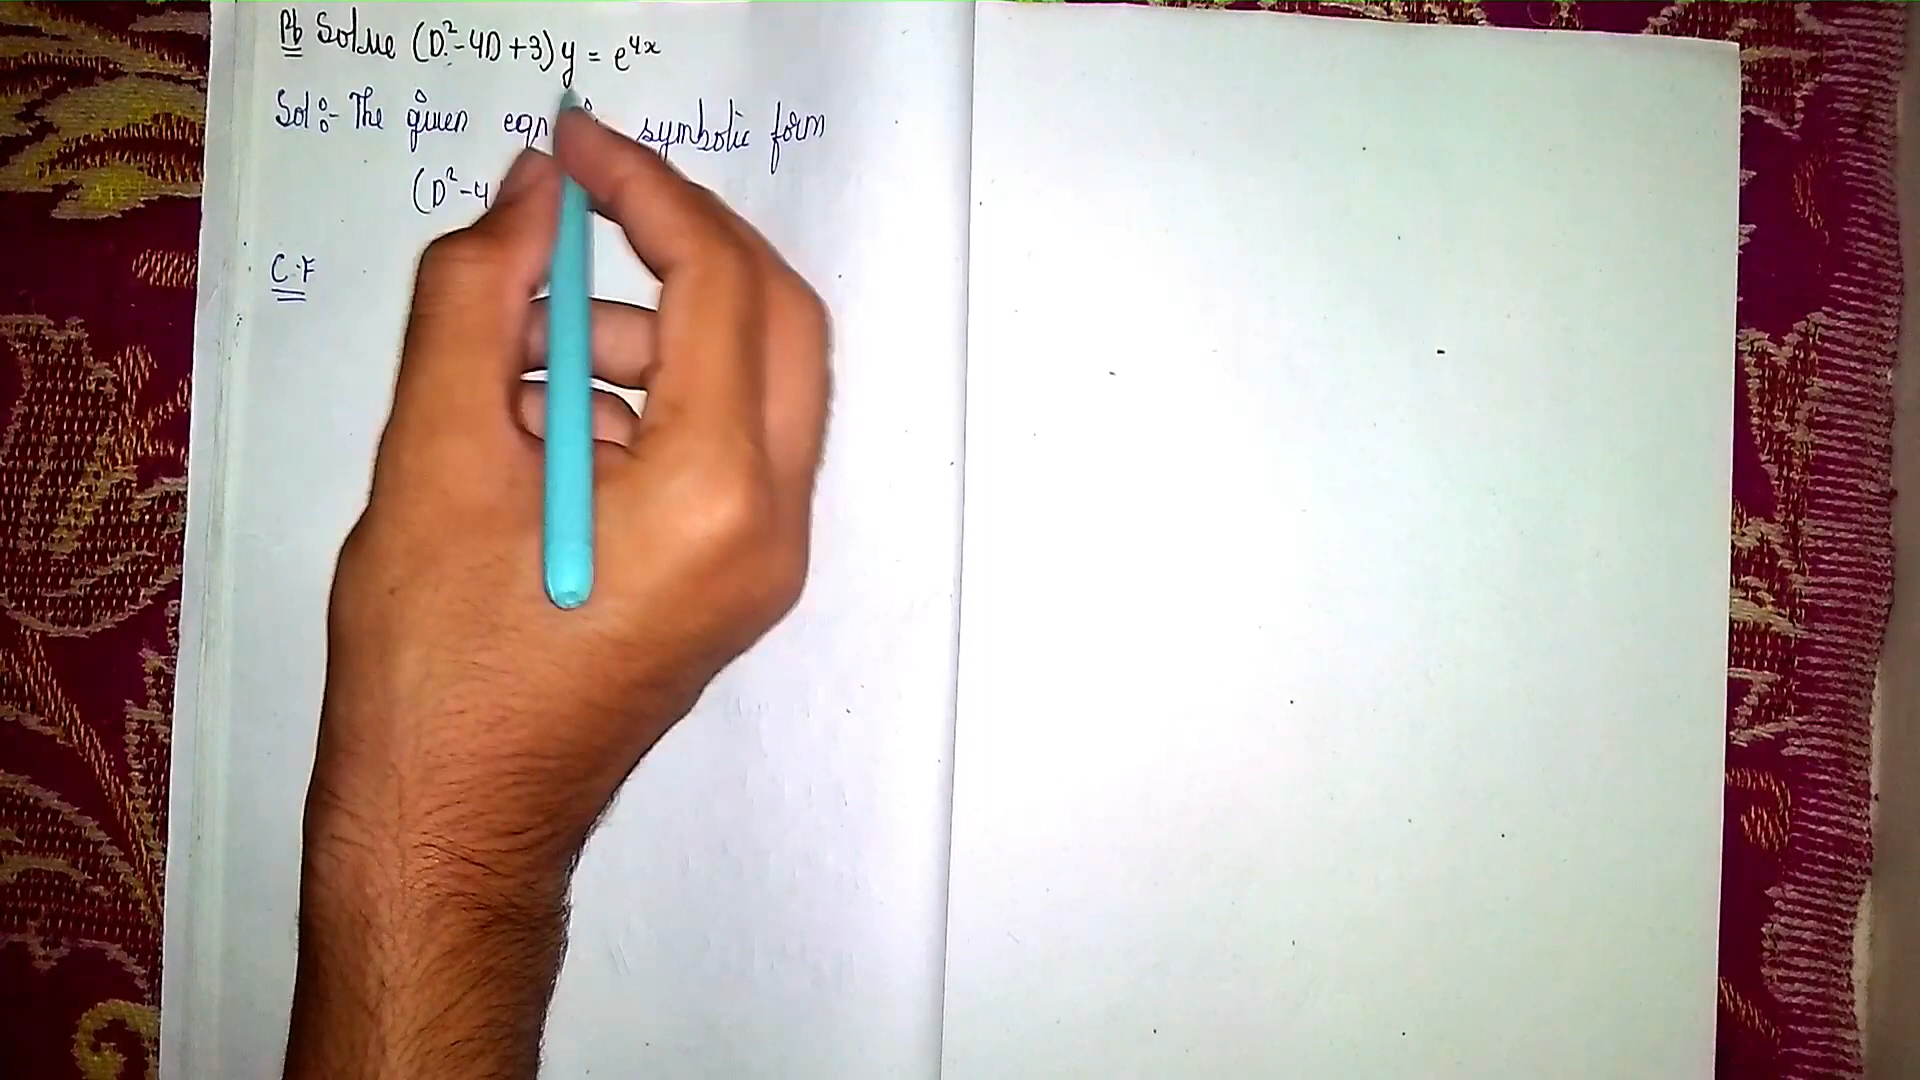 Pb Solve (D²-4D+3)y = e^4x
Sol:- The given eqn symbolic form
(D²-4
C.F